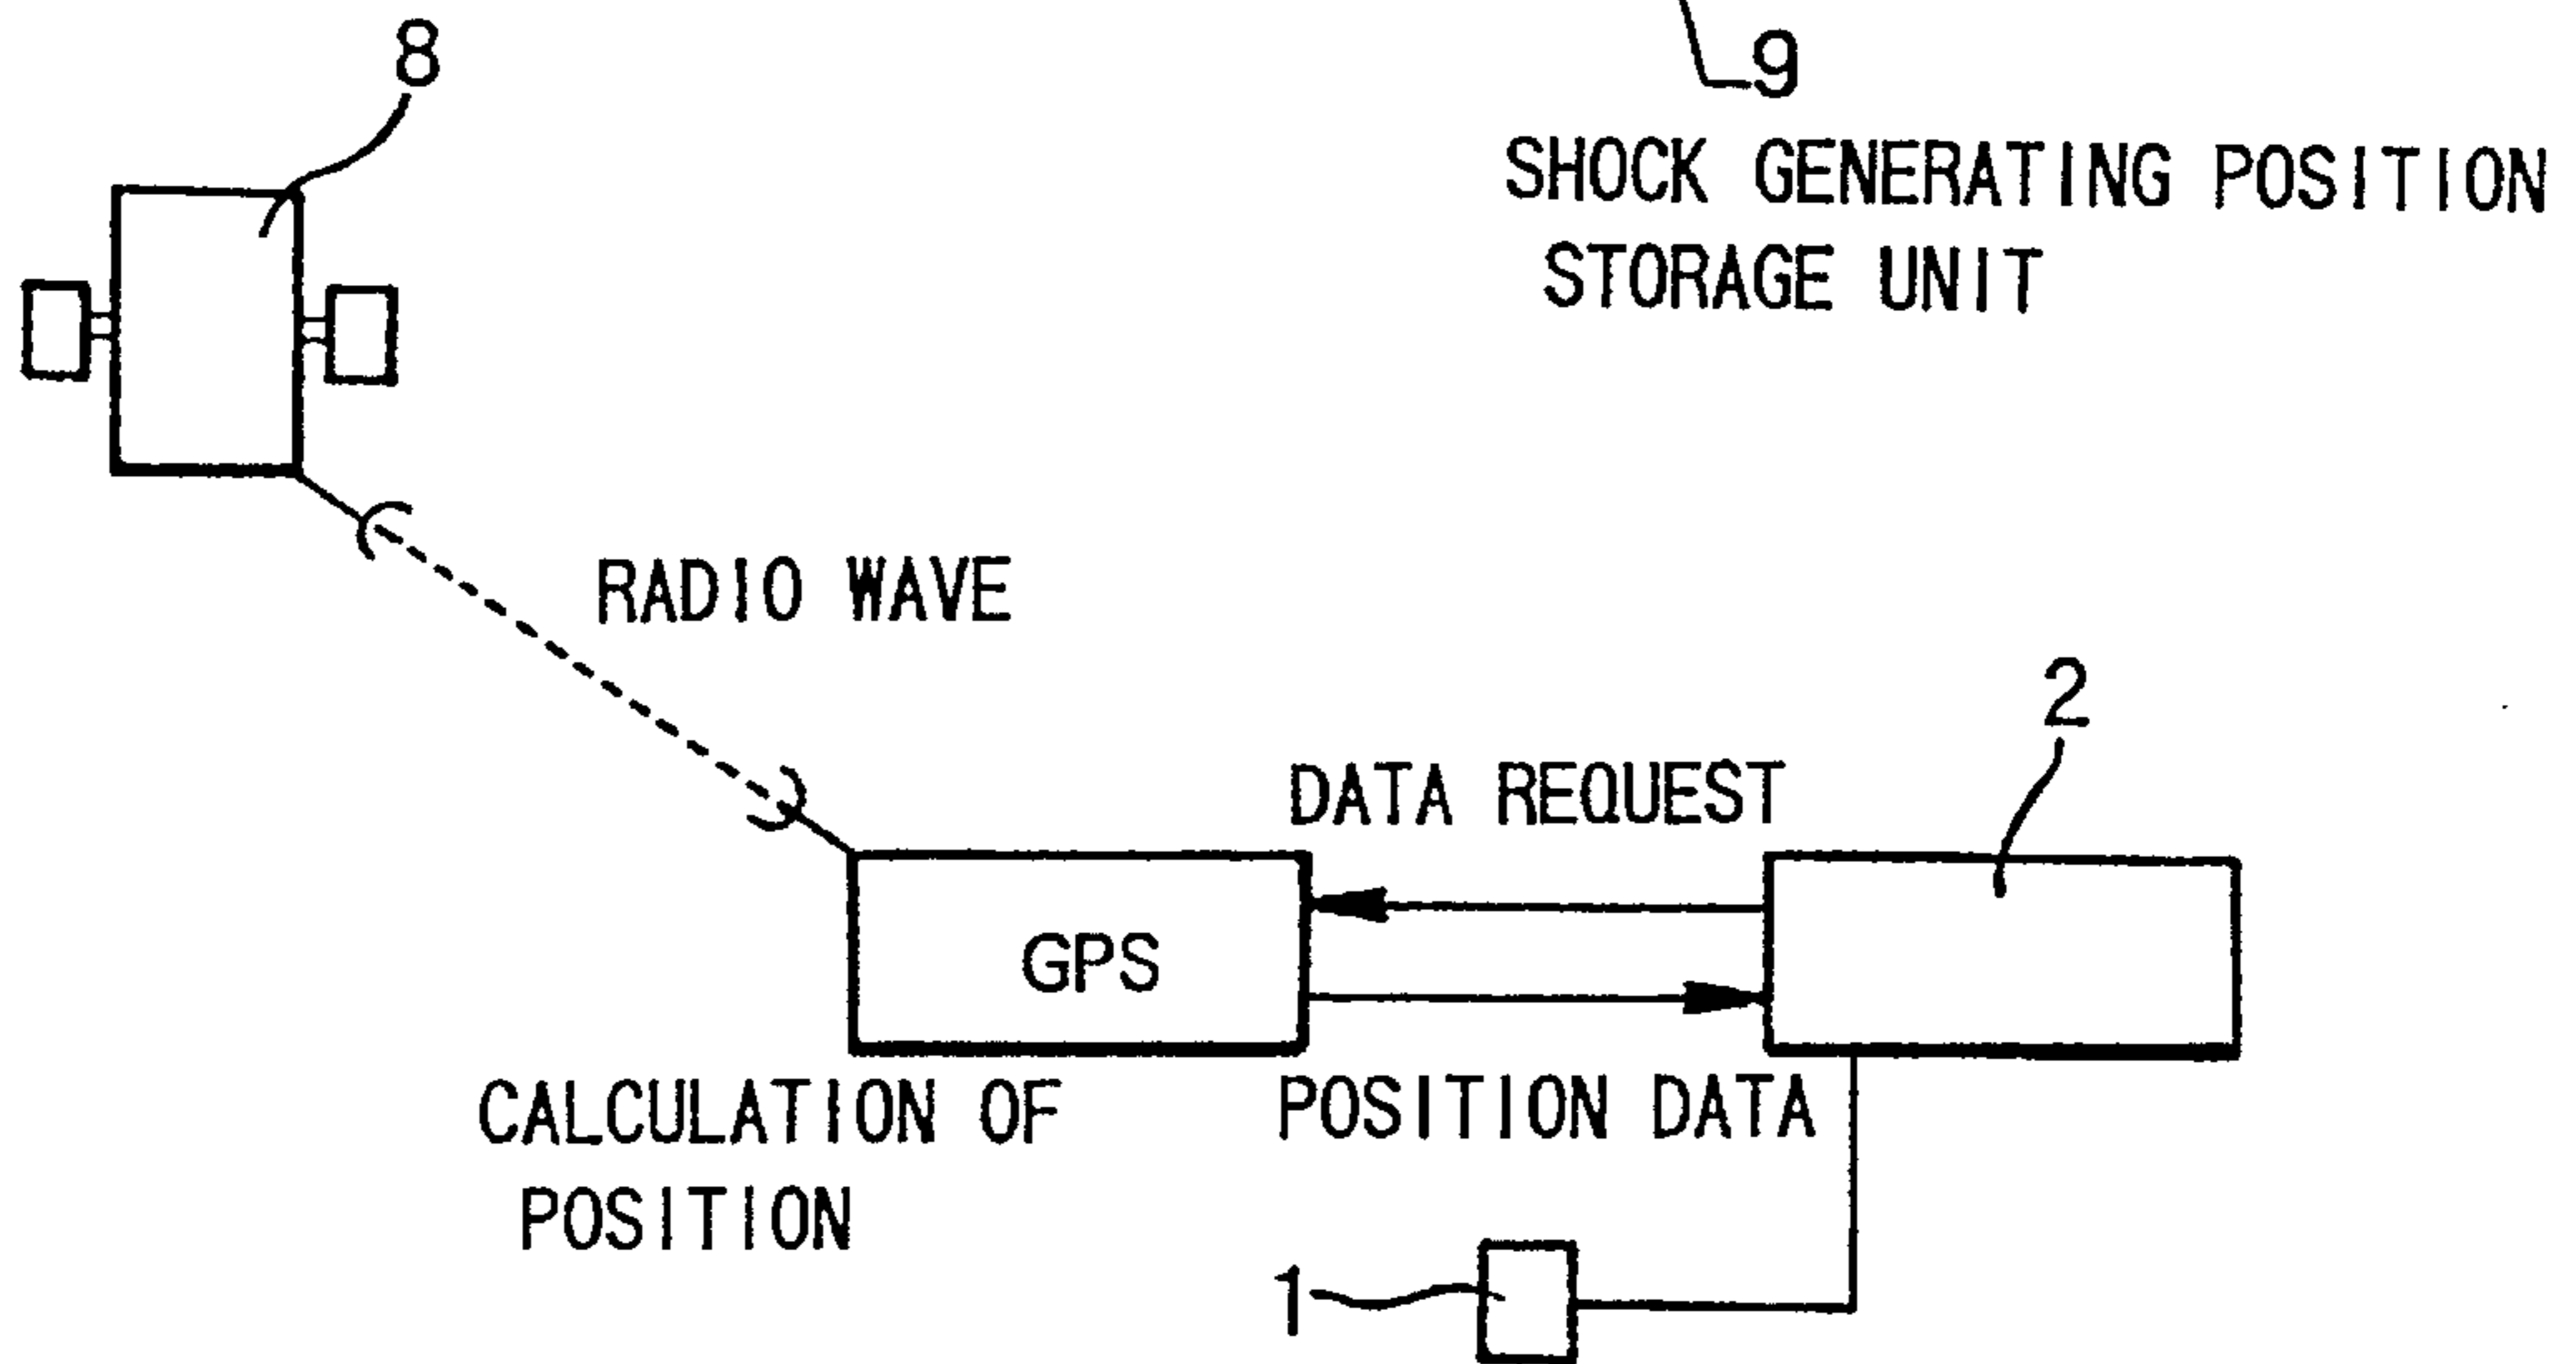 8
9
SHOCK GENERATING POSITION
STORAGE UNIT
RADIO WAVE
2
DATA REQUEST
GPS
CALCULATION OF
POSITION
POSITION DATA
1